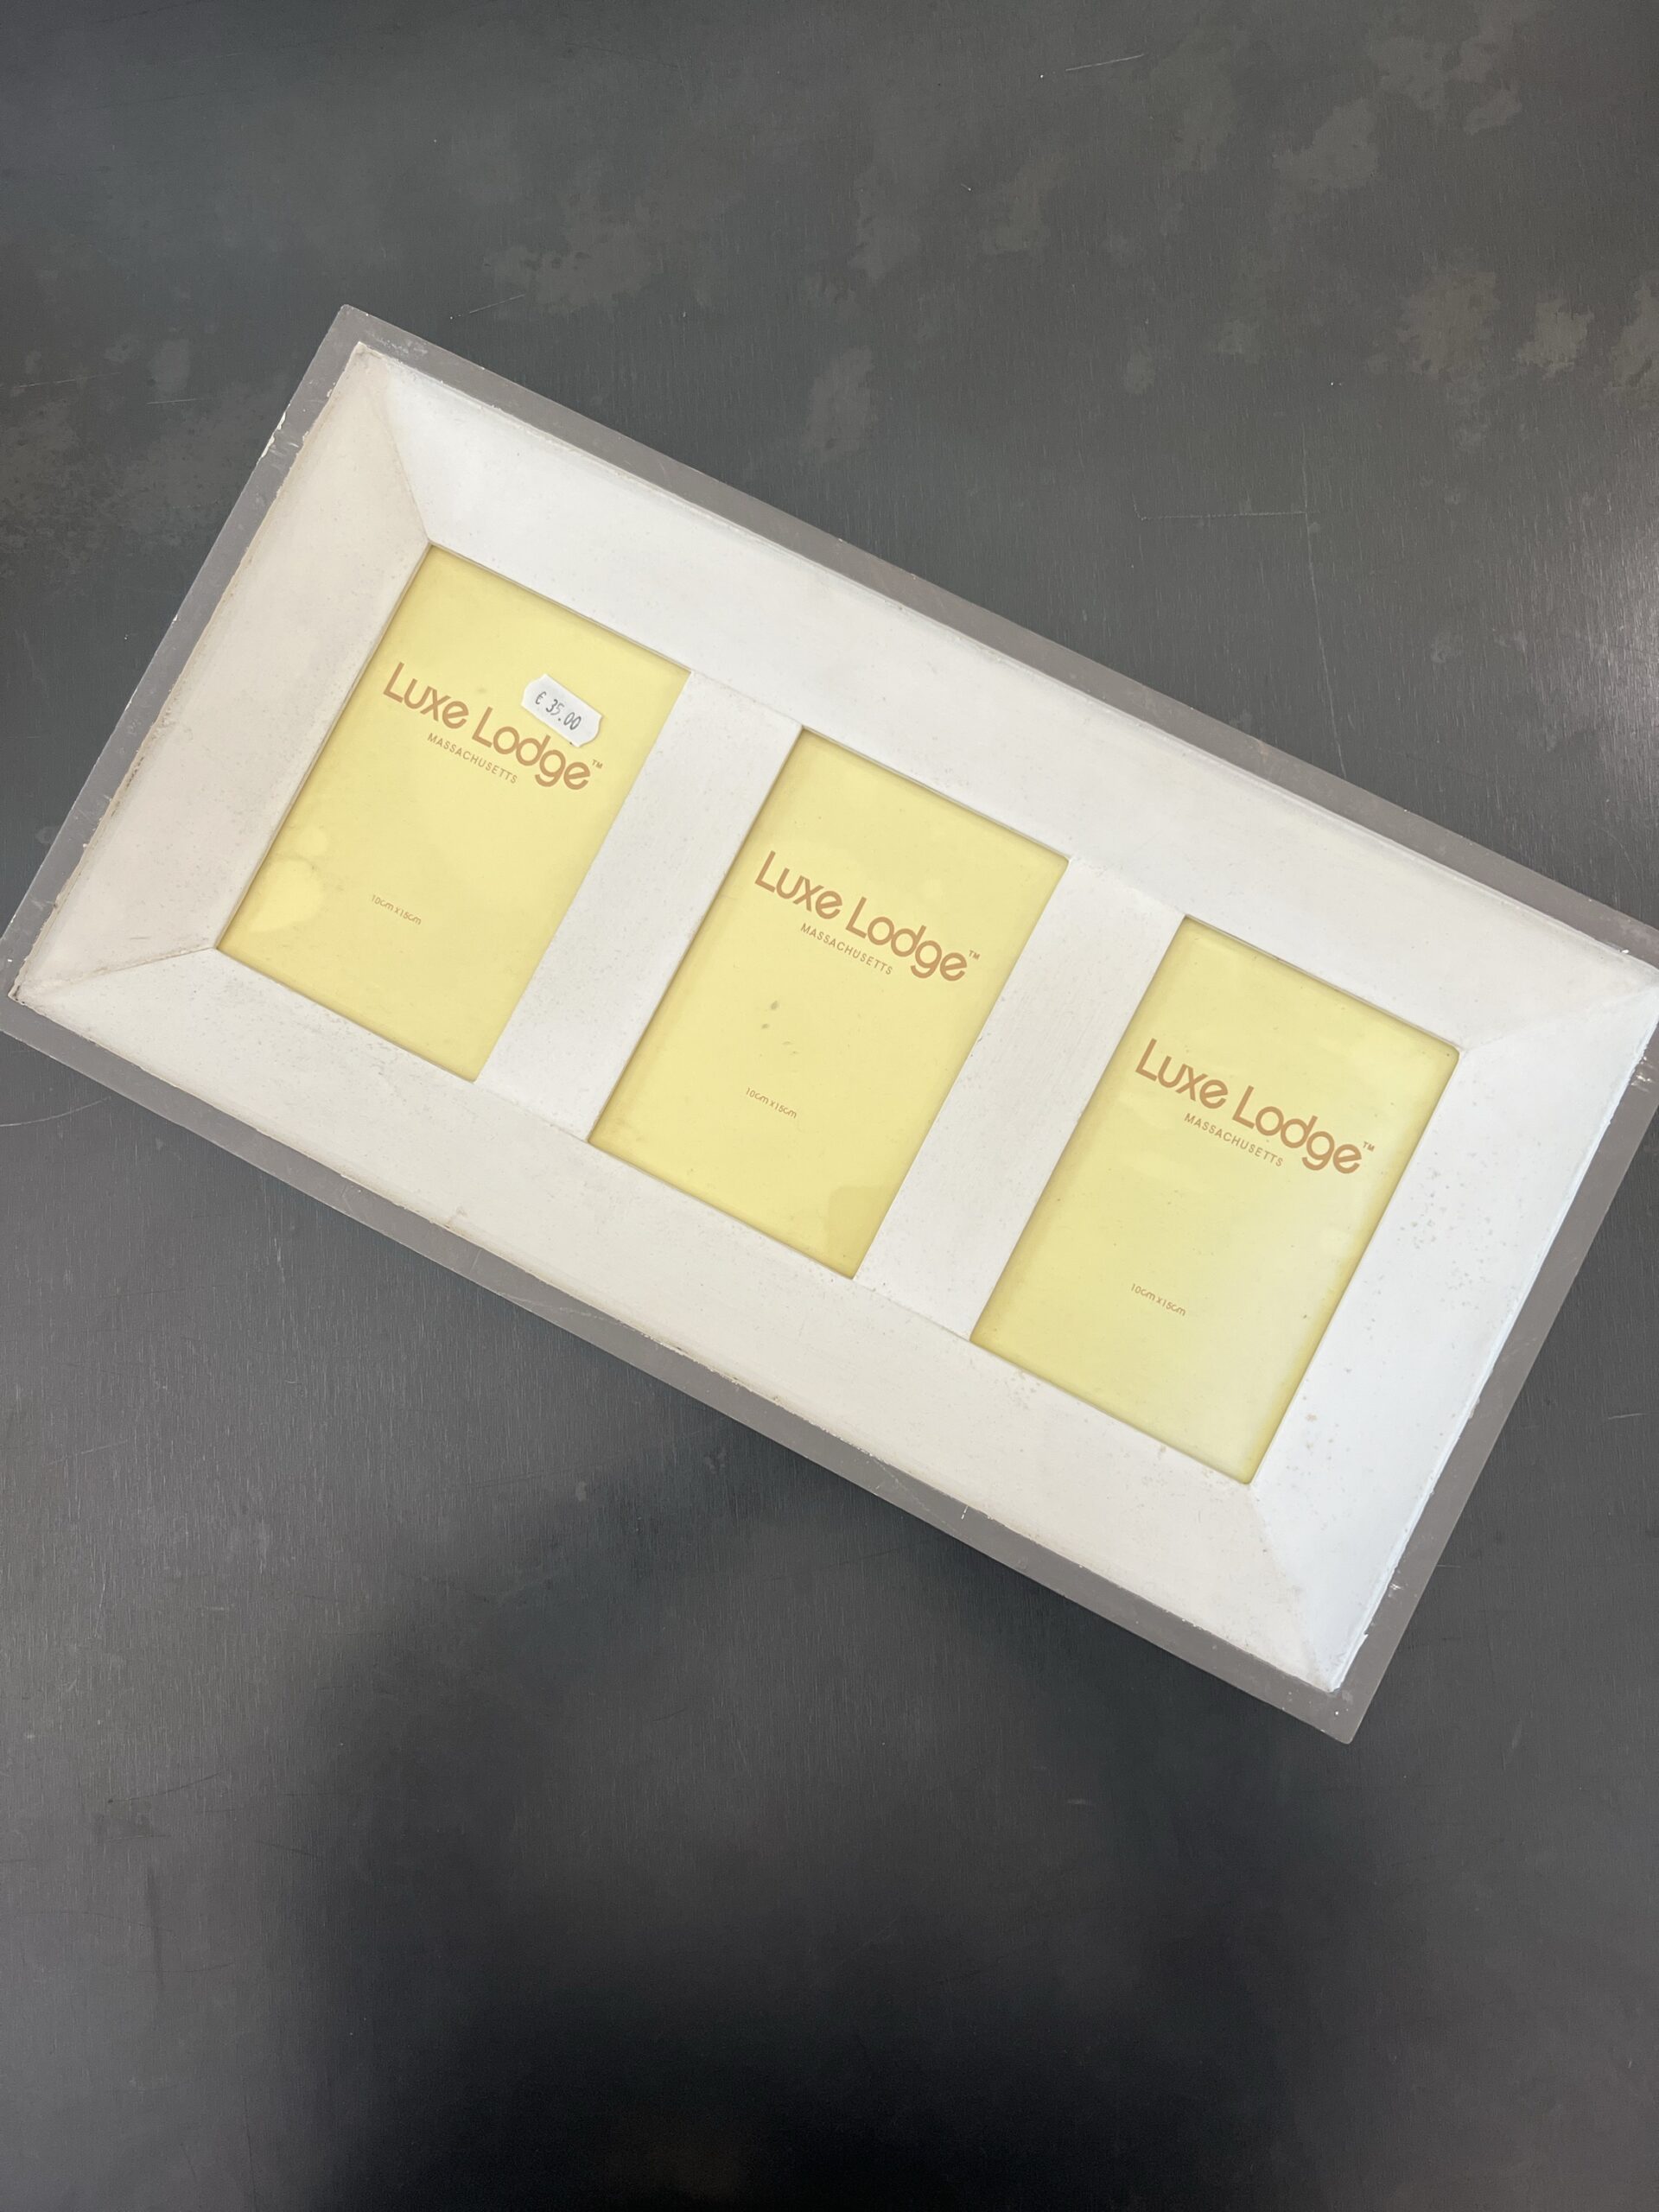 € 35.00
Luxe Lodge™
MASSACHUSETTS
10cm x 15cm
Luxe Lodge™
MASSACHUSETTS
10cm x 15cm
Luxe Lodge™
MASSACHUSETTS
10cm x 15cm